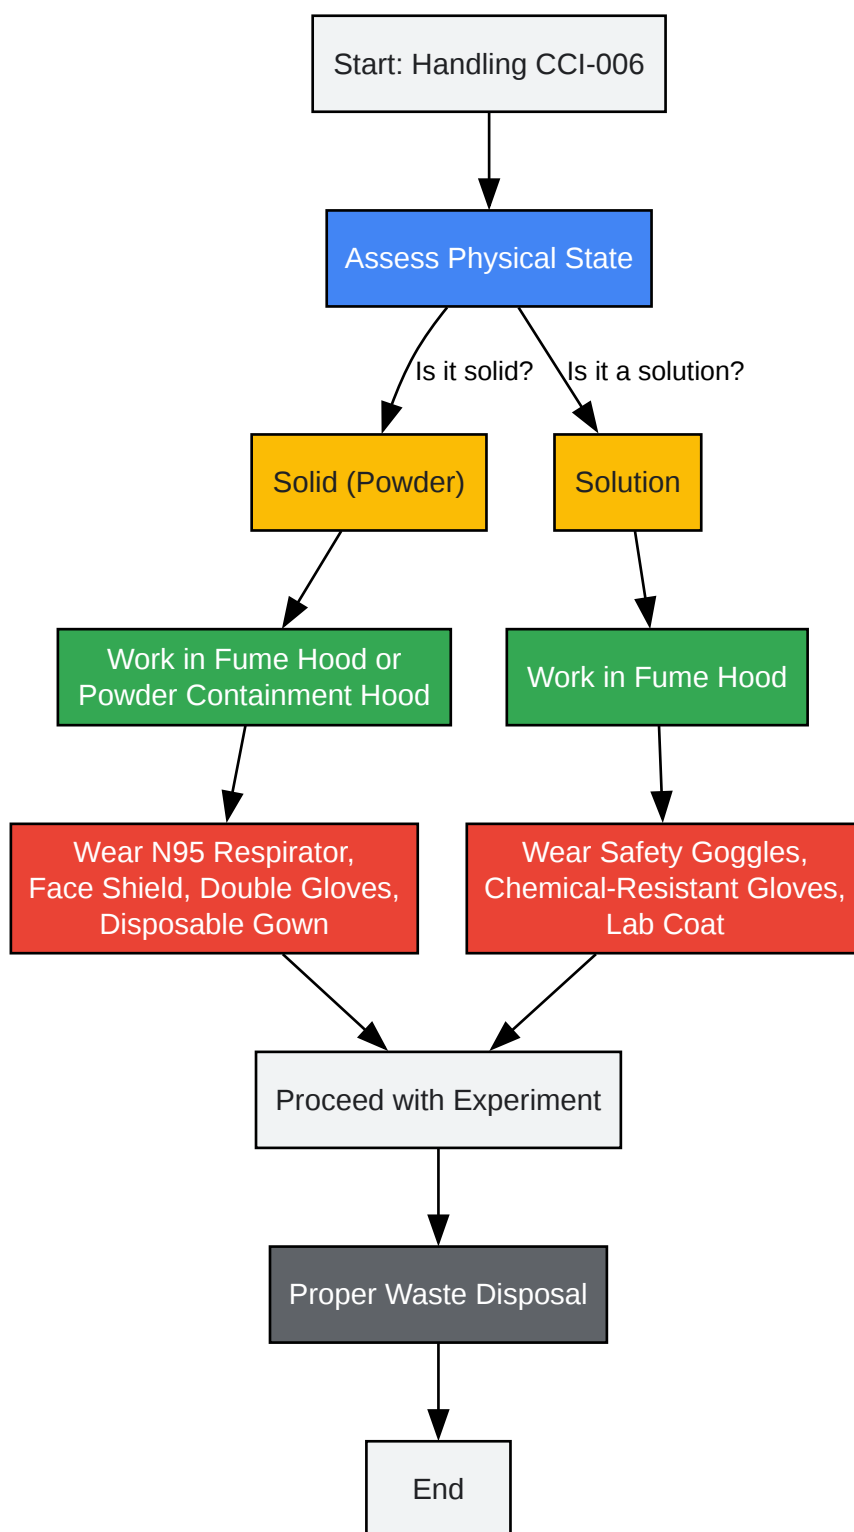 Start: Handling CCI-006
Assess Physical State
Is it solid?
Is it a solution?
Solid (Powder)
Solution
Work in Fume Hood or
Powder Containment Hood
Work in Fume Hood
Wear N95 Respirator,
Face Shield, Double Gloves,
Disposable Gown
Wear Safety Goggles,
Chemical-Resistant Gloves,
Lab Coat
Proceed with Experiment
Proper Waste Disposal
End